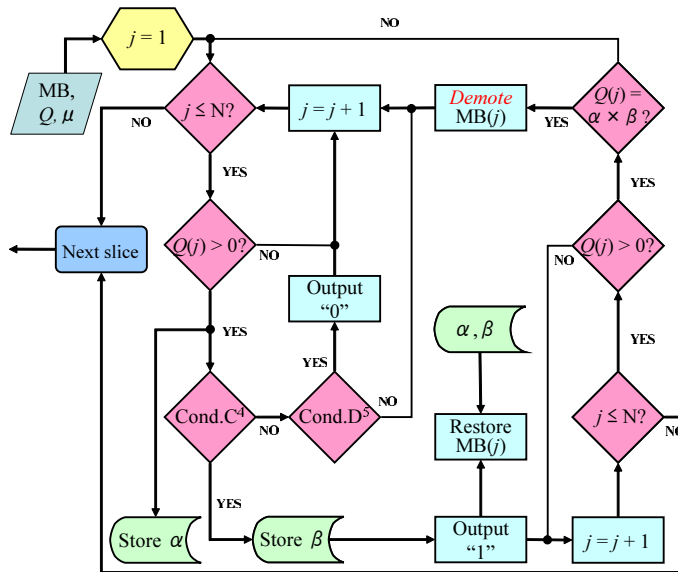 NO
j = 1
MB,
Q, μ
j ≤ N?
NO
YES
j = j + 1
Demote
MB(j)
YES
Q(j) =
α × β ?
YES
Next slice
Q(j) > 0?
NO
YES
Output
“0”
YES
α , β
Q(j) > 0?
NO
YES
Cond.C⁴
NO
YES
Cond.D⁵
NO
Restore
MB(j)
j ≤ N?
NO
Store α
Store β
Output
“1”
j = j + 1